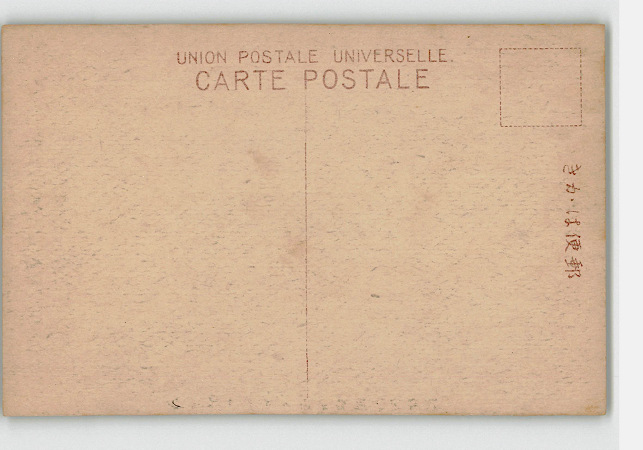 UNION POSTALE UNIVERSELLE.
CARTE POSTALE
きかは便郵